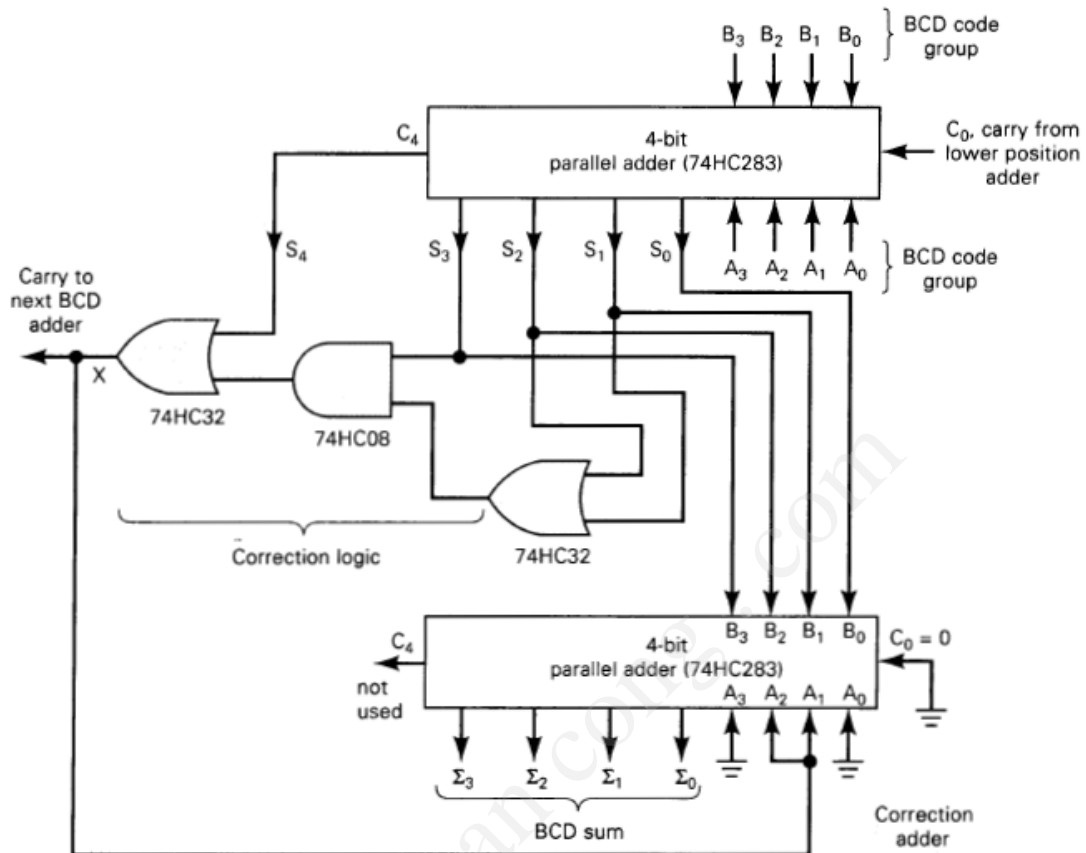 B3 B2 B1 B0
BCD code
group
C4
4-bit
parallel adder (74HC283)
C0, carry from
lower position
adder
S4
S3
S2
S1
S0
A3 A2 A1 A0
BCD code
group
Carry to
next BCD
adder
X
74HC32
74HC08
74HC32
Correction logic
C4
not
used
4-bit
parallel adder (74HC283)
B3 B2 B1 B0
A3 A2 A1 A0
C0 = 0
Σ3 Σ2 Σ1 Σ0
BCD sum
Correction
adder